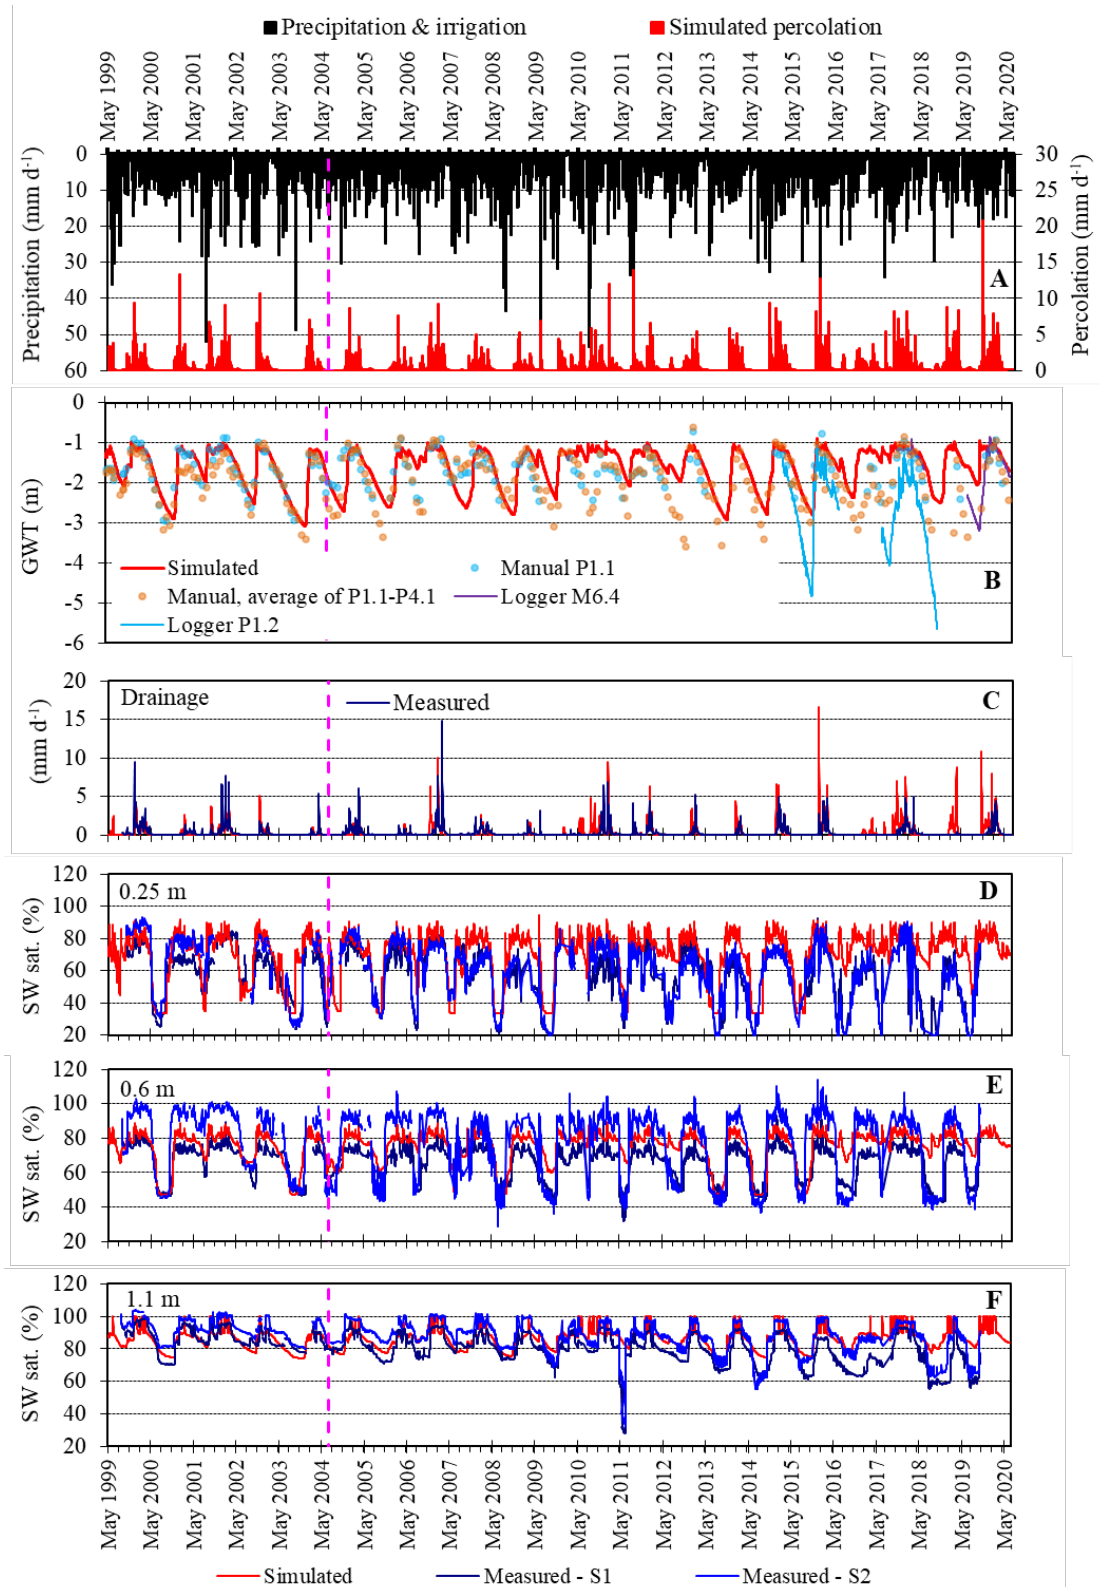 Precipitation & irrigation Simulated percolation
May 1999 May 2000 May 2001 May 2002 May 2003 May 2004 May 2005 May 2006 May 2007 May 2008 May 2009 May 2010 May 2011 May 2012 May 2013 May 2014 May 2015 May 2016 May 2017 May 2018 May 2019 May 2020
Precipitation (mm d-1)
0 10 20 30 40 50 60
A
30 25 20 15 10 5 0
Percolation (mm d-1)
GWT (m)
0 -1 -2 -3 -4 -5 -6
Simulated Manual P1.1
Manual, average of P1.1-P4.1 Logger M6.4
Logger P1.2
B
(mm d-1)
20 15 10 5 0
Drainage Measured C
SW sat. (%)
120 100 80 60 40 20
0.25 m D
SW sat. (%)
120 100 80 60 40 20
0.6 m E
SW sat. (%)
120 100 80 60 40 20
1.1 m F
May 1999 May 2000 May 2001 May 2002 May 2003 May 2004 May 2005 May 2006 May 2007 May 2008 May 2009 May 2010 May 2011 May 2012 May 2013 May 2014 May 2015 May 2016 May 2017 May 2018 May 2019 May 2020
Simulated Measured - S1 Measured - S2